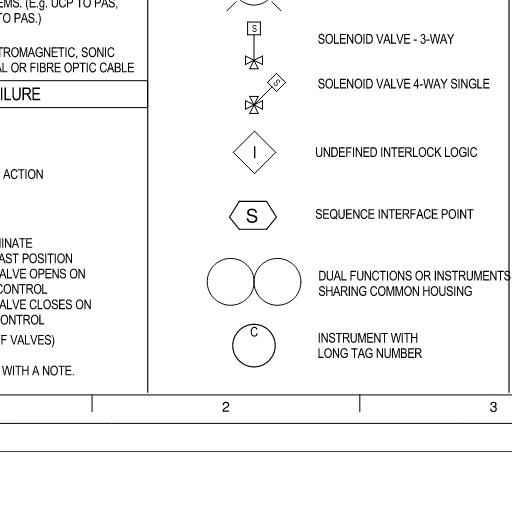 EMS. (E.g. UCP TO PAS,
TO PAS.)
TROMAGNETIC, SONIC
AL OR FIBRE OPTIC CABLE
ILURE
ACTION
INATE
AST POSITION
ALVE OPENS ON
CONTROL
ALVE CLOSES ON
ONTROL
F VALVES)
WITH A NOTE.
S
SOLENOID VALVE - 3-WAY
S
SOLENOID VALVE 4-WAY SINGLE
I
UNDEFINED INTERLOCK LOGIC
S
SEQUENCE INTERFACE POINT
DUAL FUNCTIONS OR INSTRUMENTS
SHARING COMMON HOUSING
C
INSTRUMENT WITH
LONG TAG NUMBER
2
3